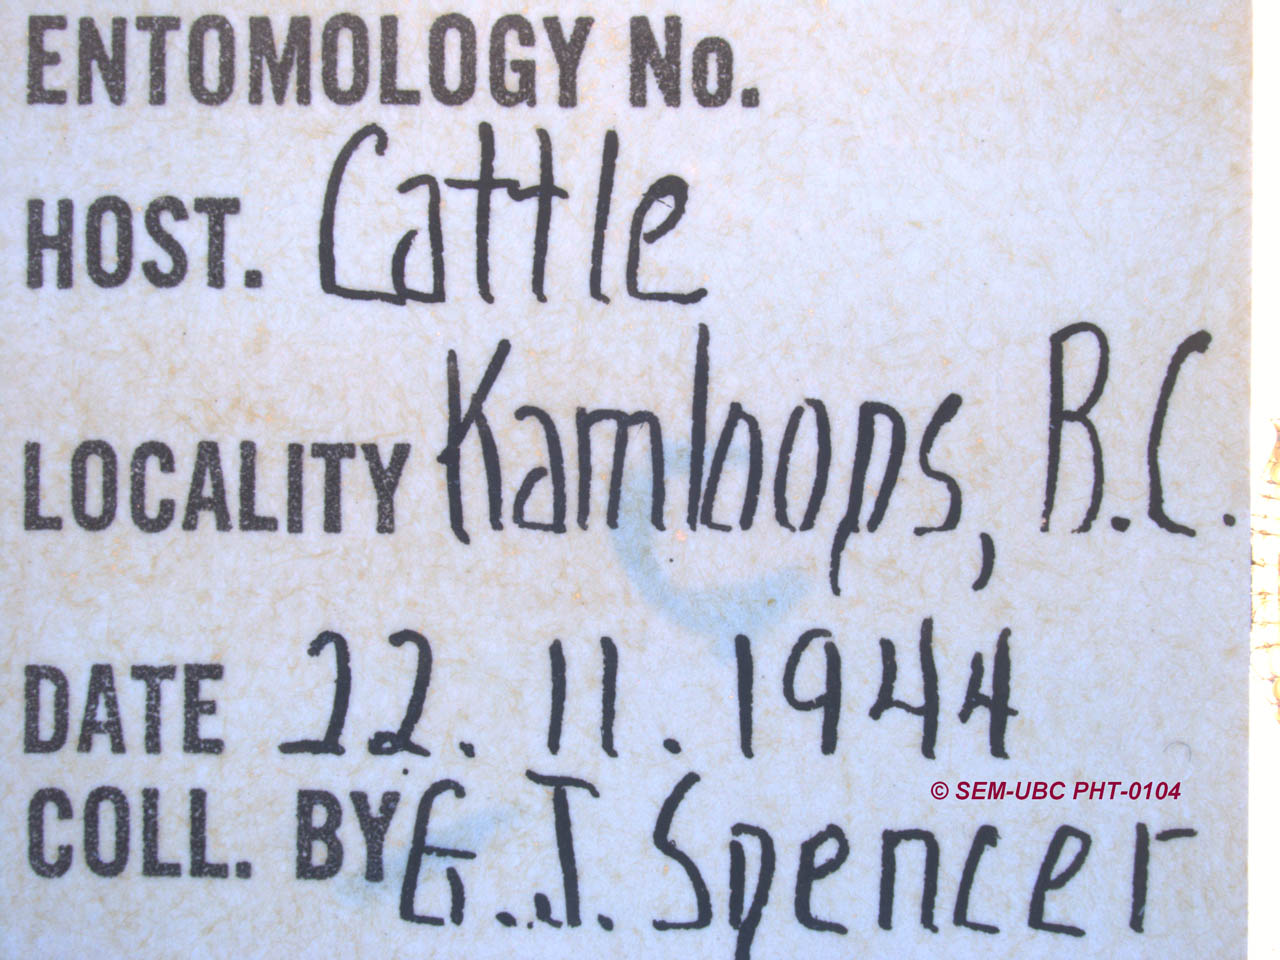 ENTOMOLOGY No.
HOST. Cattle
LOCALITY Kamloops, B.C.
DATE 22.11.1944
© SEM-UBC PHT-0104
COLL. BY G.J. Spencer